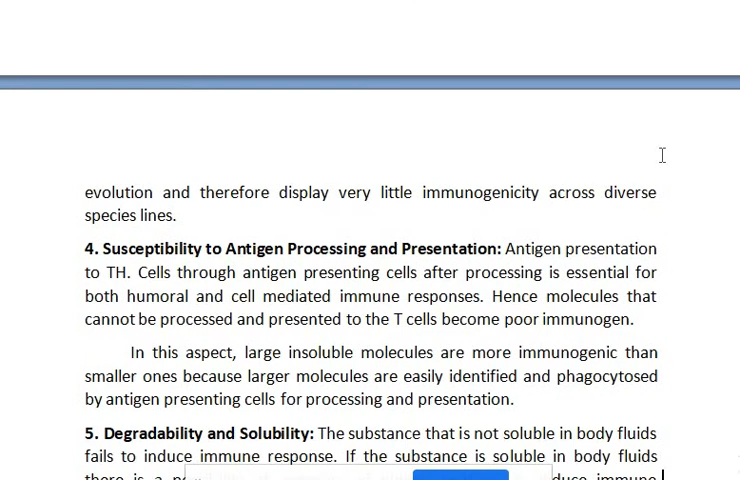 evolution and therefore display very little immunogenicity across diverse
species lines.
4. Susceptibility to Antigen Processing and Presentation: Antigen presentation
to TH. Cells through antigen presenting cells after processing is essential for
both humoral and cell mediated immune responses. Hence molecules that
cannot be processed and presented to the T cells become poor immunogen.
In this aspect, large insoluble molecules are more immunogenic than
smaller ones because larger molecules are easily identified and phagocytosed
by antigen presenting cells for processing and presentation.
5. Degradability and Solubility: The substance that is not soluble in body fluids
fails to induce immune response. If the substance is soluble in body fluids
there is a immune